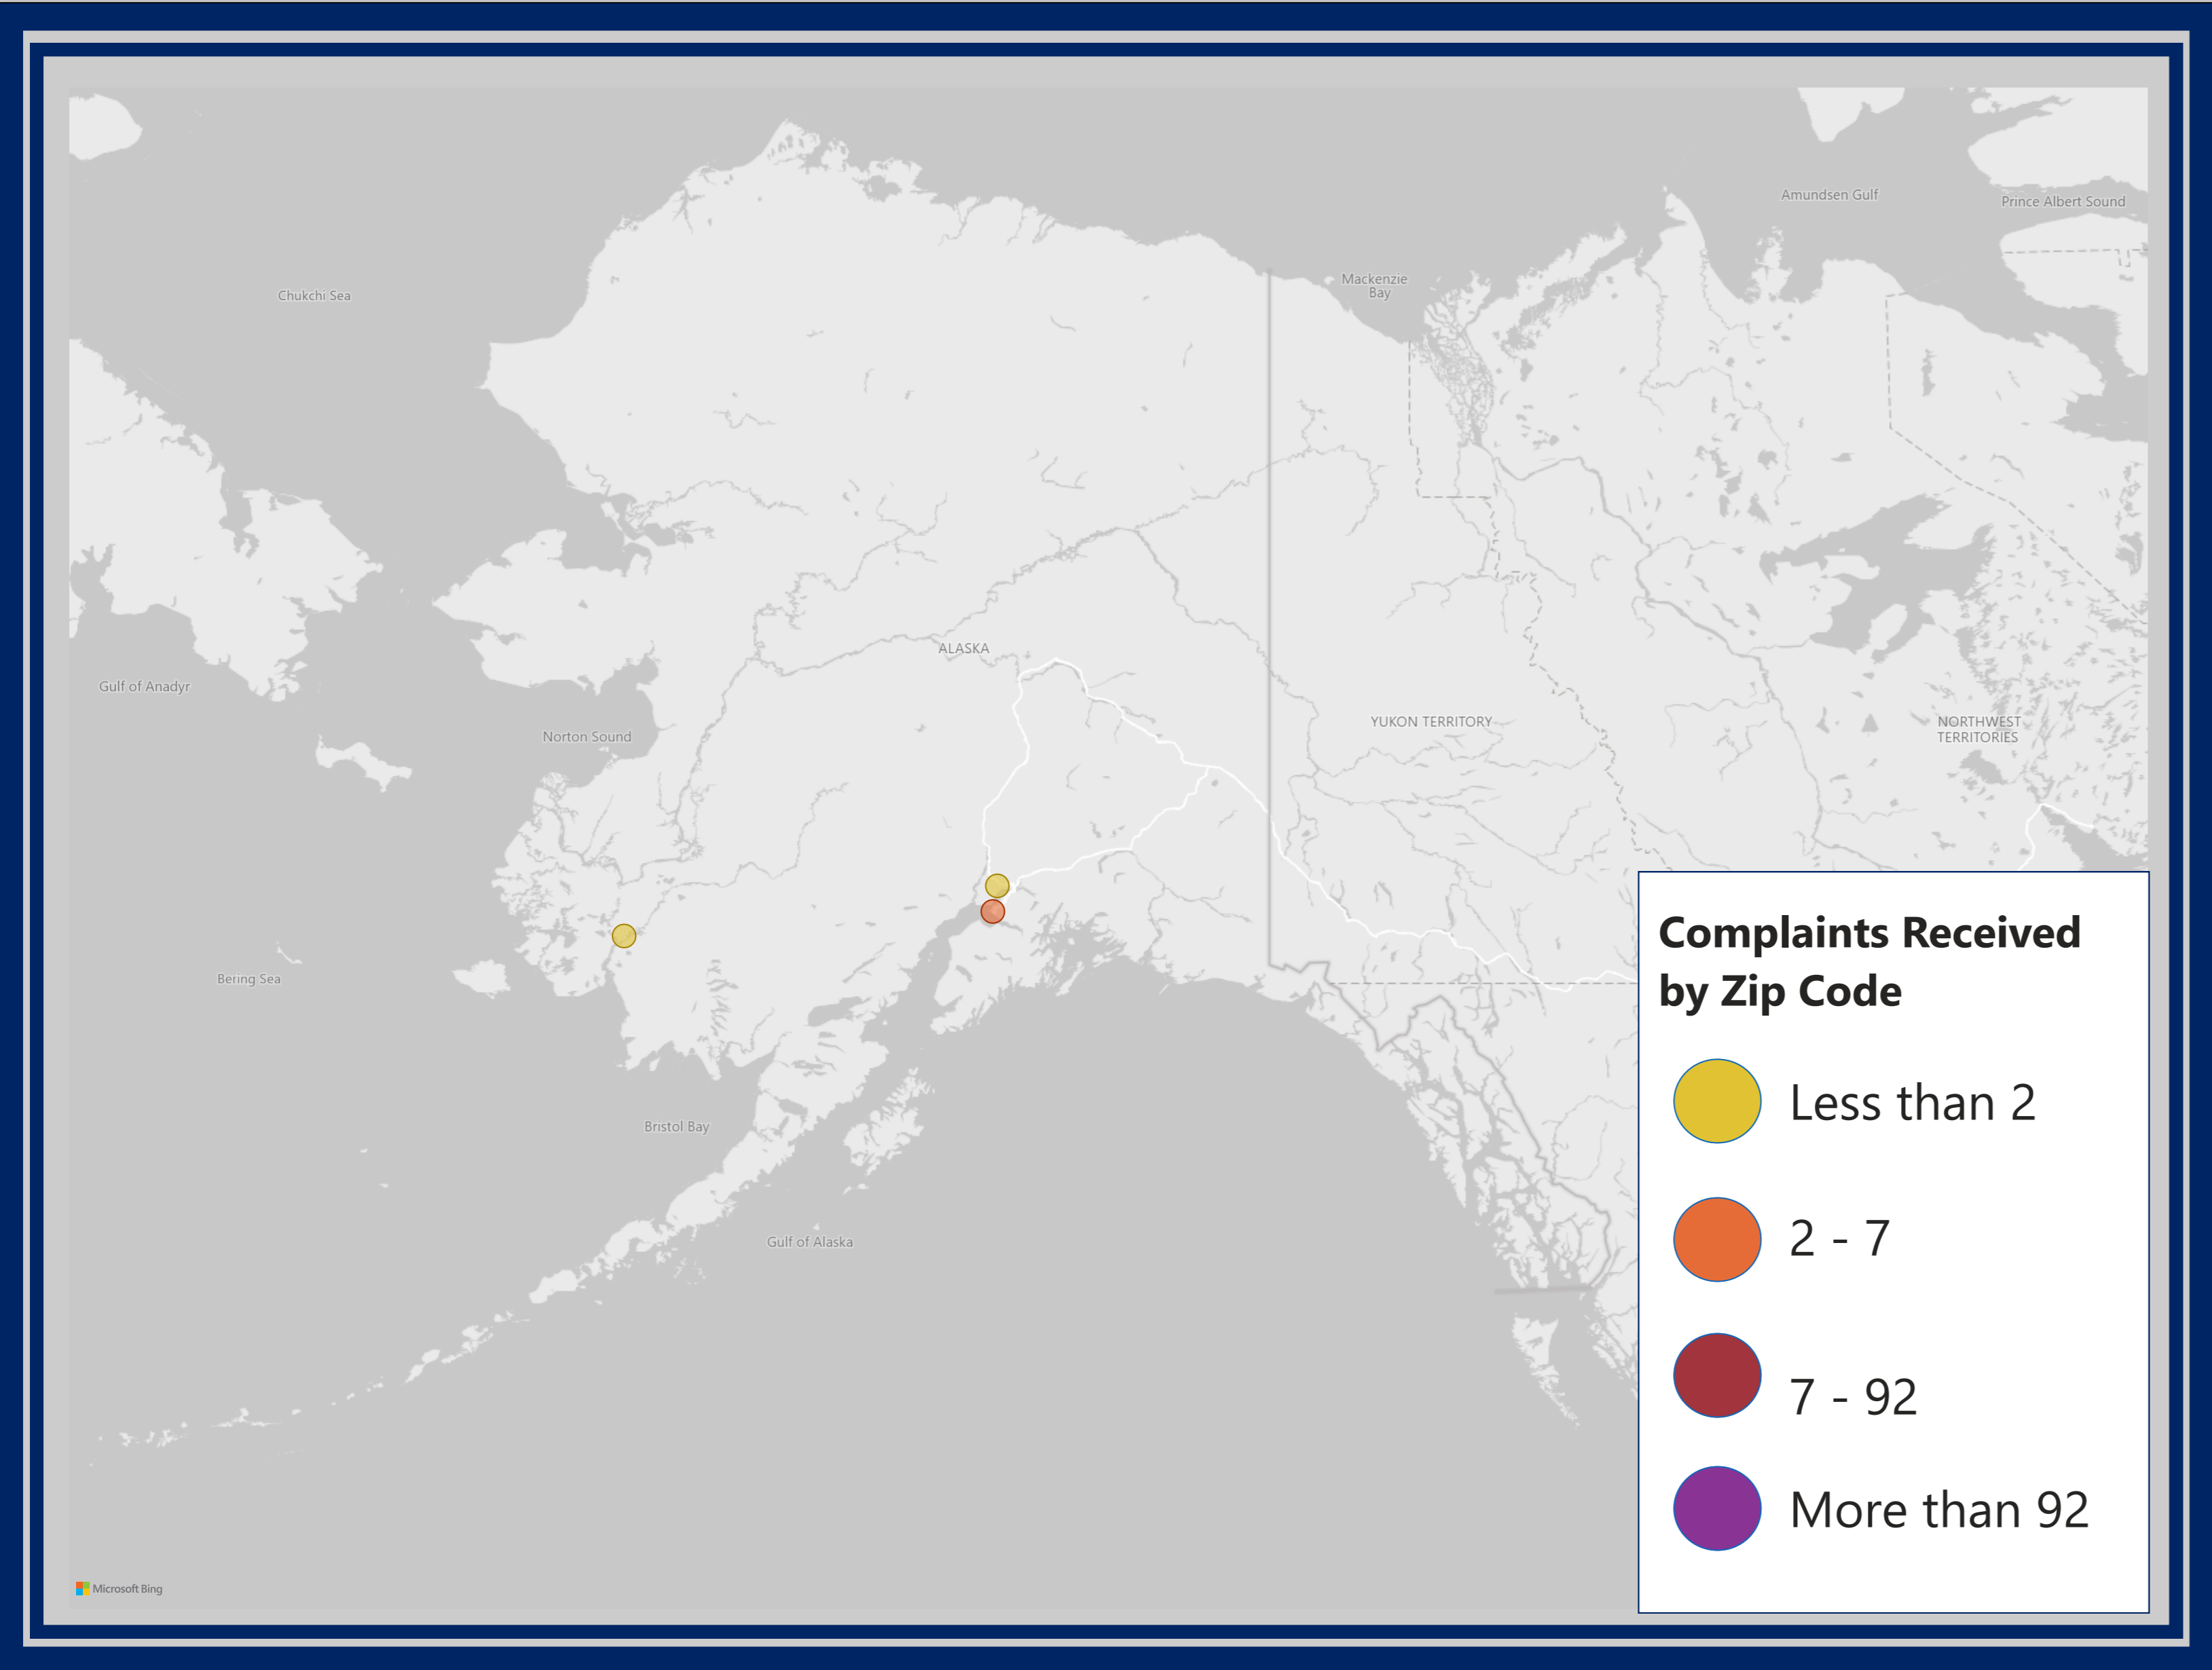 Amundsen Gulf
Prince Albert Sound
Mackenzie
Bay
Chukchi Sea
ALASKA
Gulf of Anadyr
Norton Sound
YUKON TERRITORY
NORTHWEST
TERRITORIES
Bering Sea
Bristol Bay
Gulf of Alaska
Complaints Received
by Zip Code
Less than 2
2 - 7
7 - 92
More than 92
Microsoft Bing